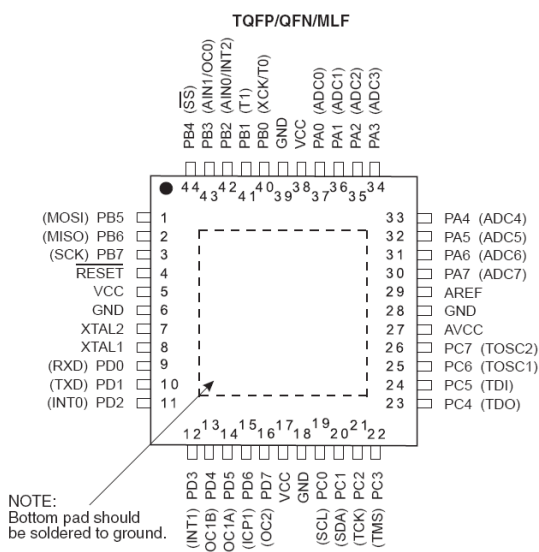 TQFP/QFN/MLF
PB4 (SS)
PB3 (AIN1/OC0)
PB2 (AIN0/INT2)
PB1 (T1)
PB0 (XCK/T0)
GND
VCC
PA0 (ADC0)
PA1 (ADC1)
PA2 (ADC2)
PA3 (ADC3)
44 43 42 41 40 39 38 37 36 35 34
(MOSI) PB5 1
(MISO) PB6 2
(SCK) PB7 3
RESET 4
VCC 5
GND 6
XTAL2 7
XTAL1 8
(RXD) PD0 9
(TXD) PD1 10
(INT0) PD2 11
33 PA4 (ADC4)
32 PA5 (ADC5)
31 PA6 (ADC6)
30 PA7 (ADC7)
29 AREF
28 GND
27 AVCC
26 PC7 (TOSC2)
25 PC6 (TOSC1)
24 PC5 (TDI)
23 PC4 (TDO)
12 13 14 15 16 17 18 19 20 21 22
(INT1) PD3
OC1B) PD4
OC1A) PD5
(ICP1) PD6
(OC2) PD7
VCC
GND
(SCL) PC0
(SDA) PC1
(TCK) PC2
(TMS) PC3
NOTE:
Bottom pad should
be soldered to ground.